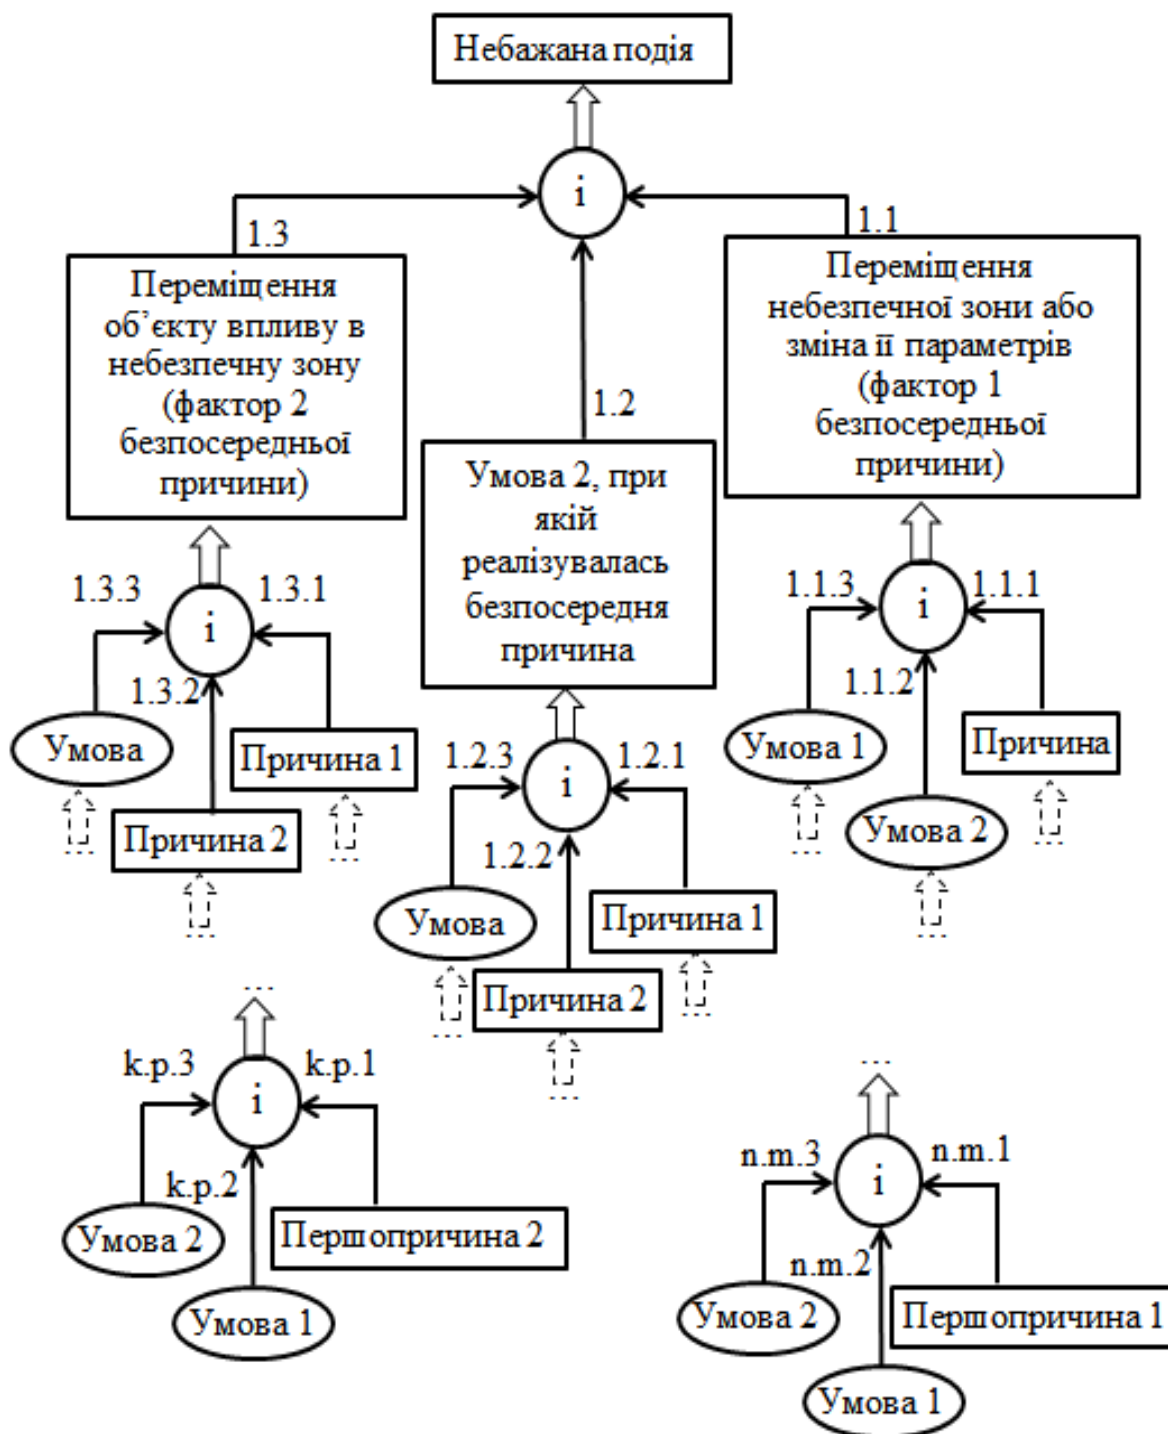 Небажана подія
і
1.3
1.1
Переміщення
об’єкту впливу в
небезпечну зону
(фактор 2
безпосередньої
причини)
1.2
Переміщення
небезпечної зони або
зміна її параметрів
(фактор 1
безпосередньої
причини)
Умова 2, при
якій
реалізувалась
безпосередня
причина
1.3.3
і
1.3.1
1.3.2
Умова
Причина 1
Причина 2
...
...
...
1.2.3
і
1.2.1
1.2.2
Умова
Причина 1
Причина 2
...
...
...
1.1.3
і
1.1.1
1.1.2
Умова 1
Причина
Умова 2
...
...
...
...
k.p.3
і
k.p.1
k.p.2
Умова 2
Першопричина 2
Умова 1
...
n.m.3
і
n.m.1
n.m.2
Умова 2
Першопричина 1
Умова 1